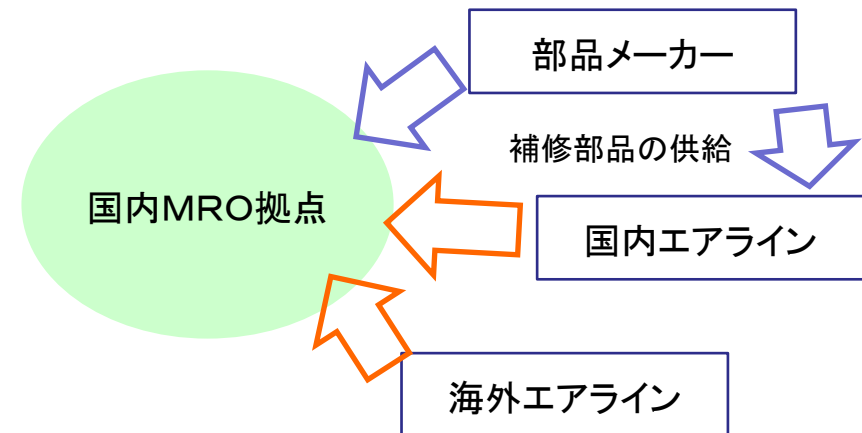 部品メーカー
補修部品の供給
国内ＭＲＯ拠点
国内エアライン
海外エアライン